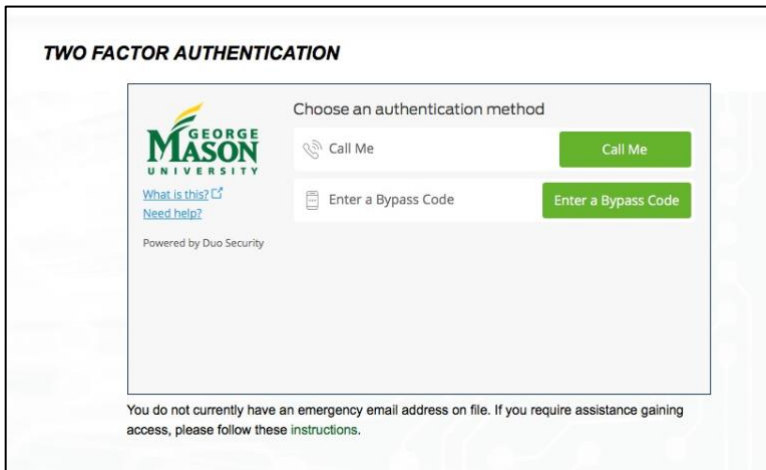 TWO FACTOR AUTHENTICATION
GEORGE
MASON
UNIVERSITY
What is this?
Need help?
Powered by Duo Security
Choose an authentication method
Call Me
Call Me
Enter a Bypass Code
Enter a Bypass Code
You do not currently have an emergency email address on file. If you require assistance gaining
access, please follow these instructions.